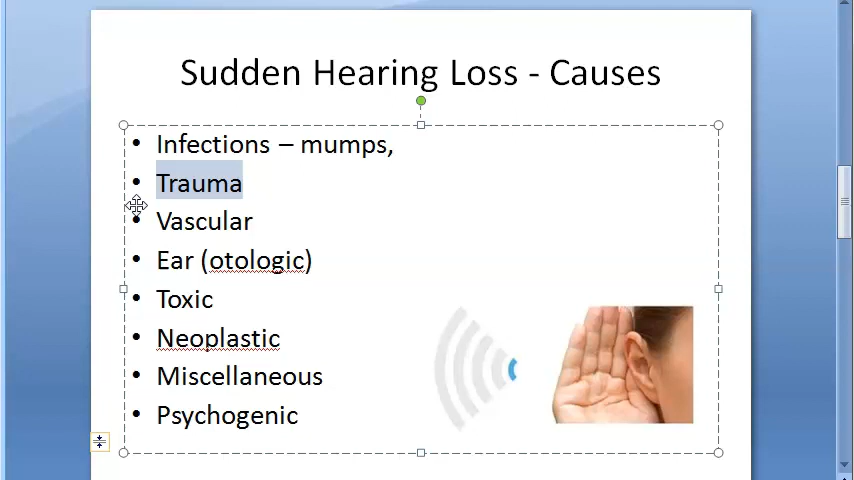 Sudden Hearing Loss - Causes
• Infections – mumps,
• Trauma
• Vascular
• Ear (otologic)
• Toxic
• Neoplastic
• Miscellaneous
• Psychogenic